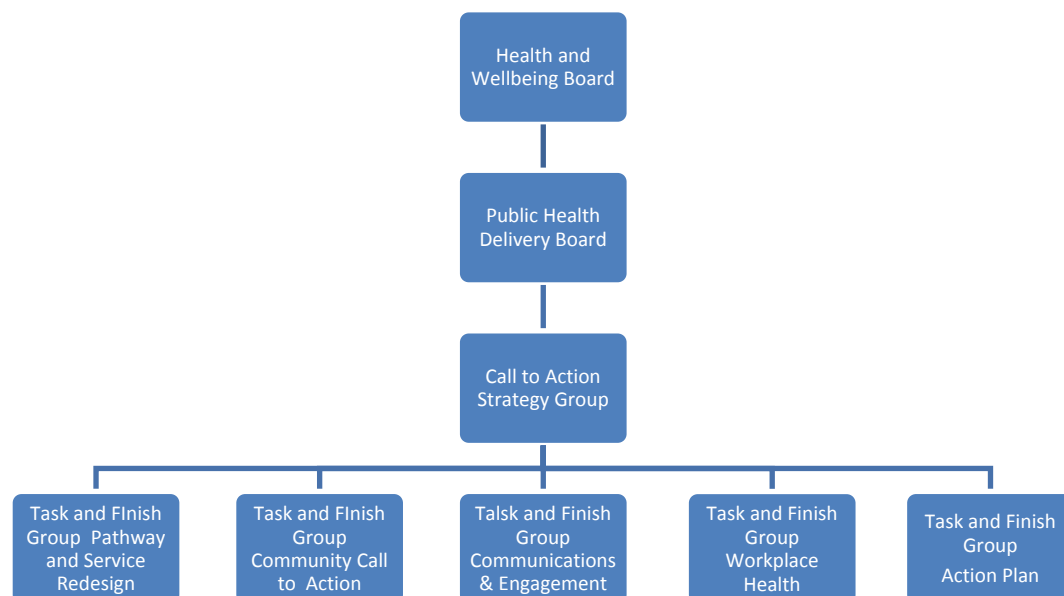 Health and
Wellbeing Board
Public Health
Delivery Board
Call to Action
Strategy Group
Task and FInish
Group Pathway
and Service
Redesign
Task and FInish
Group
Community Call
to Action
Talsk and Finish
Group
Communications
& Engagement
Task and Finish
Group
Workplace
Health
Task and Finish
Group
Action Plan